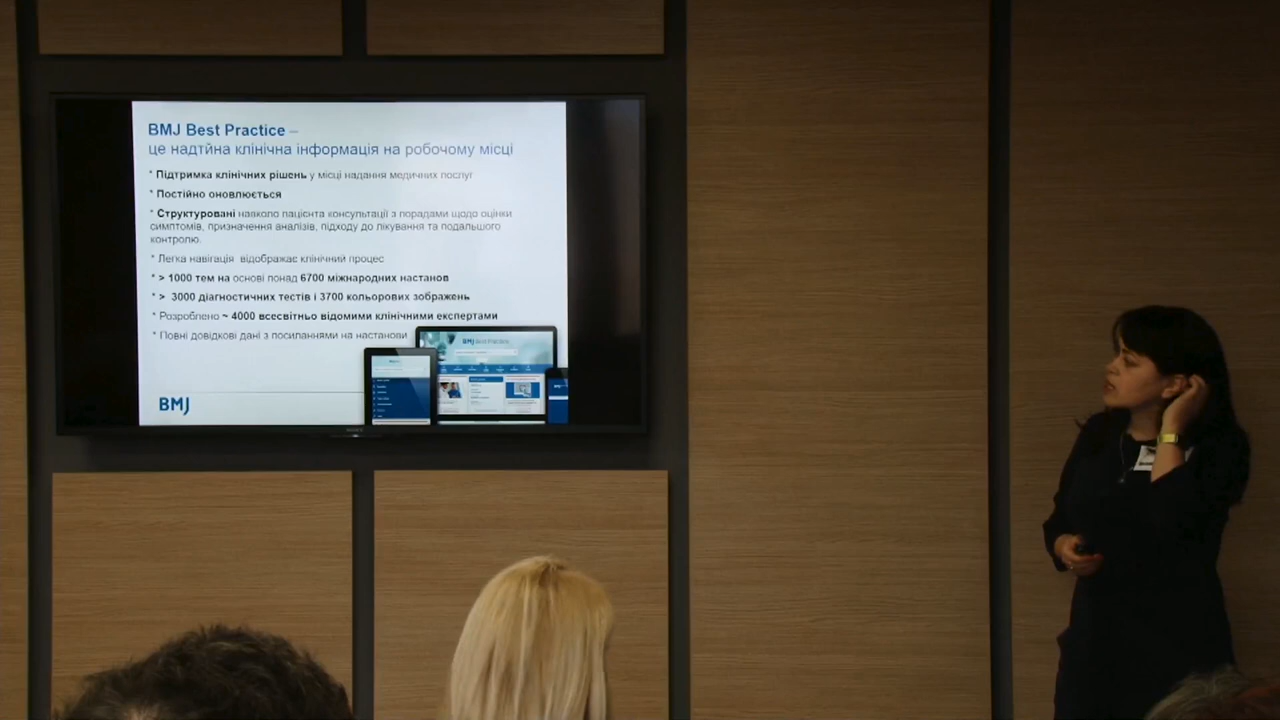 BMJ Best Practice –
це надтйна клінічна інформація на робочому місці
* Підтримка клінічних рішень у місці надання медичних послуг
* Постійно оновлюється
* Структуровані навколо пацієнта консультації з порадами щодо оцінки
симптомів, призначення аналізів, підходу до лікування та подальшого
контролю.
* Легка навігація відображає клінічний процес
* > 1000 тем на основі понад 6700 міжнародних настанов
* > 3000 діагностичних тестів і 3700 кольорових зображень
* Розроблено ~ 4000 всесвітньо відомими клінічними експертами
* Повні довідкові дані з посиланнями на настанови
BMJ Best Practice
BMJ
SONY